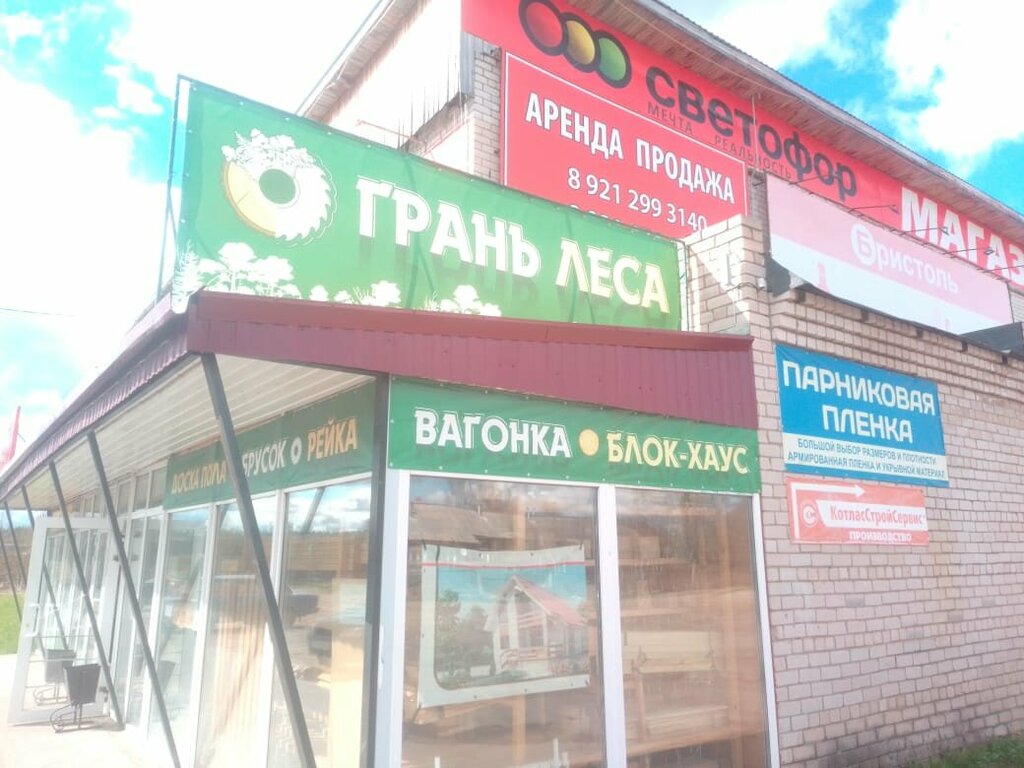 светофор
МЕЧТА РЕАЛЬНОСТЬ
МАГАЗ
АРЕНДА ПРОДАЖА
8 921 299 3140
Бристоль
ГРАНЬ ЛЕСА
ПАРНИКОВАЯ
ПЛЕНКА
БОЛЬШОЙ ВЫБОР РАЗМЕРОВ И ПЛОТНОСТИ
АРМИРОВАННАЯ ПЛЕНКА И УКРЫВНОЙ МАТЕРИАЛ
ВАГОНКА БЛОК-ХАУС
ДОСКА ПОЛА БРУСОК РЕЙКА
КотласСтройСервис
ПРОИЗВОДСТВО